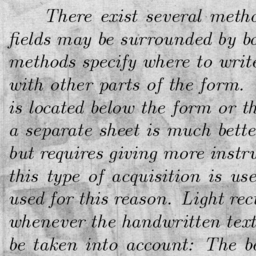 There exist several metho
fields may be surrounded by bo
methods specify where to write
with other parts of the form.
is located below the form or th
a separate sheet is much bette
but requires giving more instru
this type of acquisition is use
used for this reason. Light rect
whenever the handwritten text
be taken into account: The be